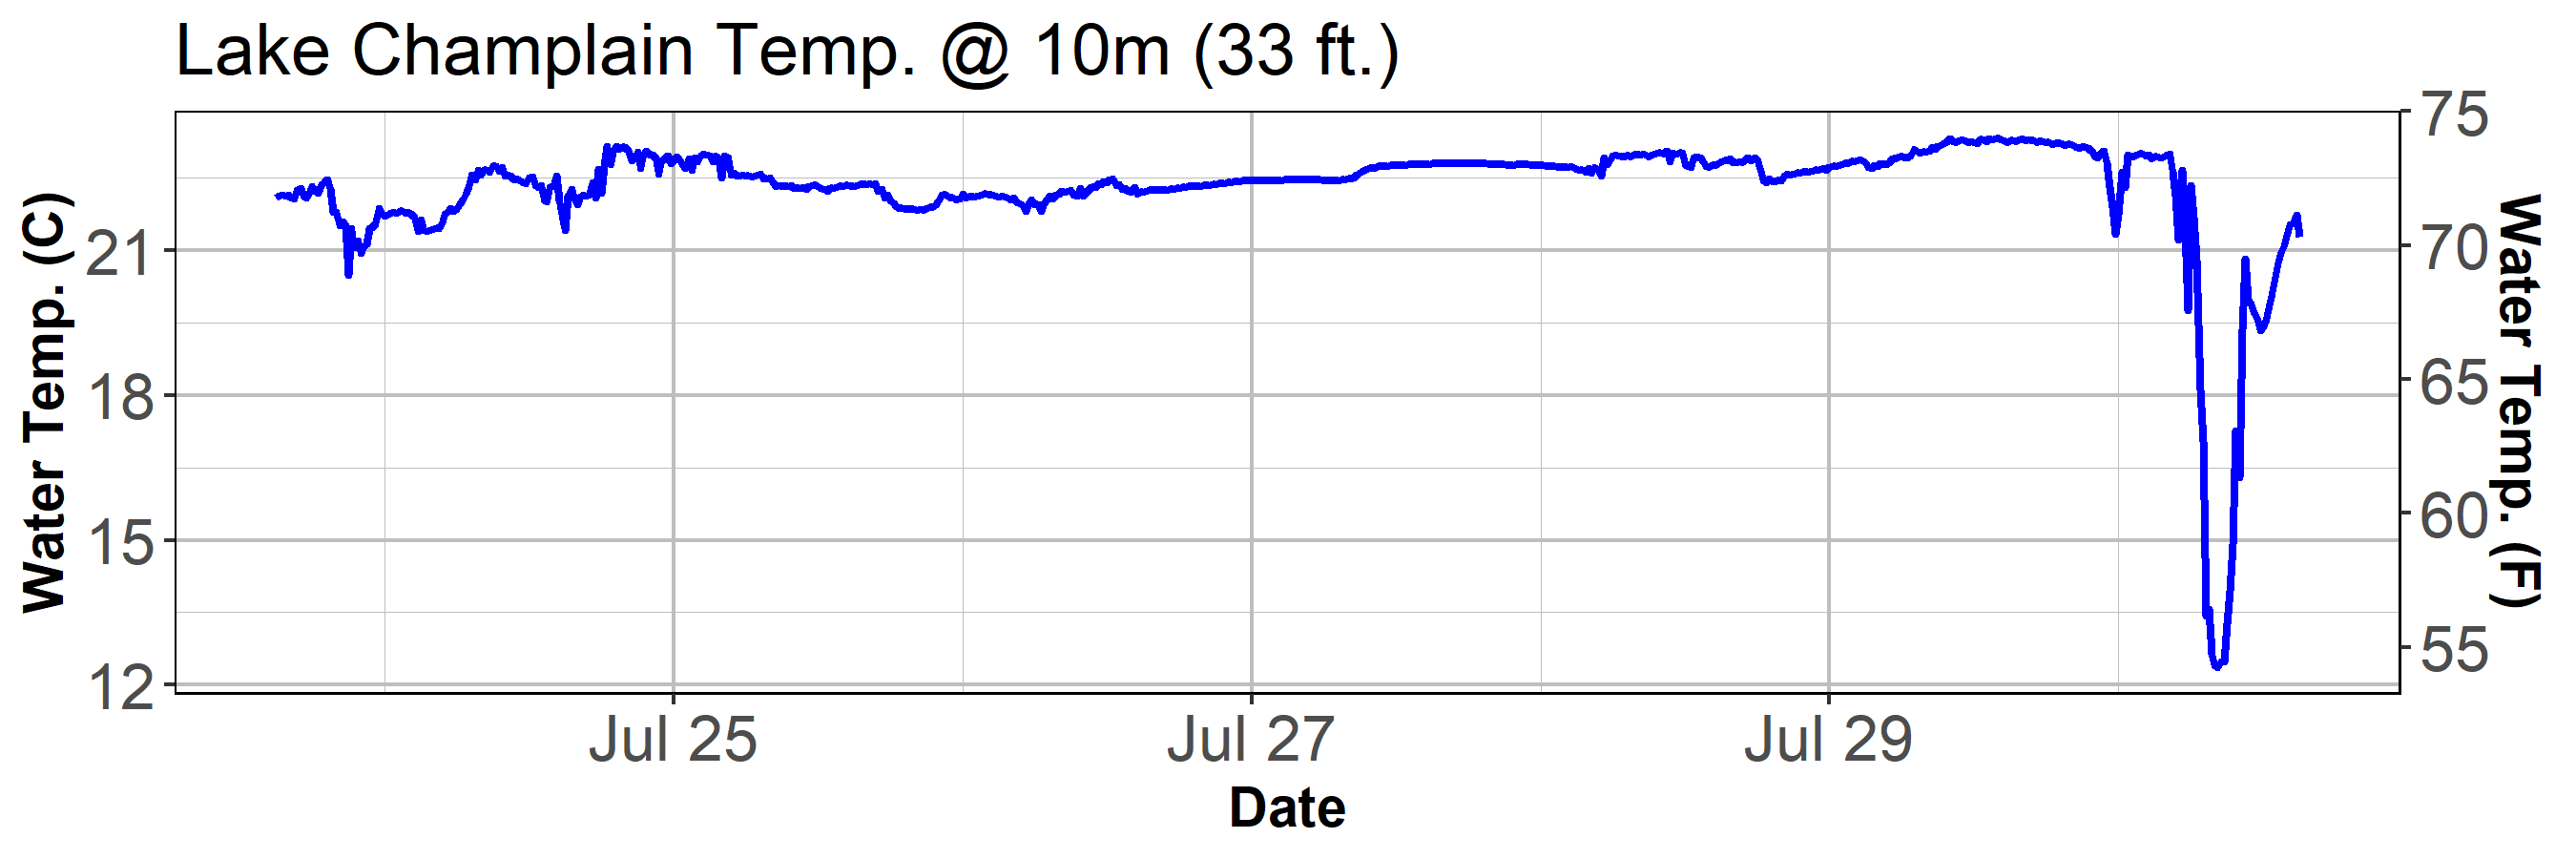 Lake Champlain Temp. @ 10m (33 ft.)
Water Temp. (C)
21
18
15
12
75
70
65
60
55
Water Temp. (F)
Jul 25
Jul 27
Jul 29
Date